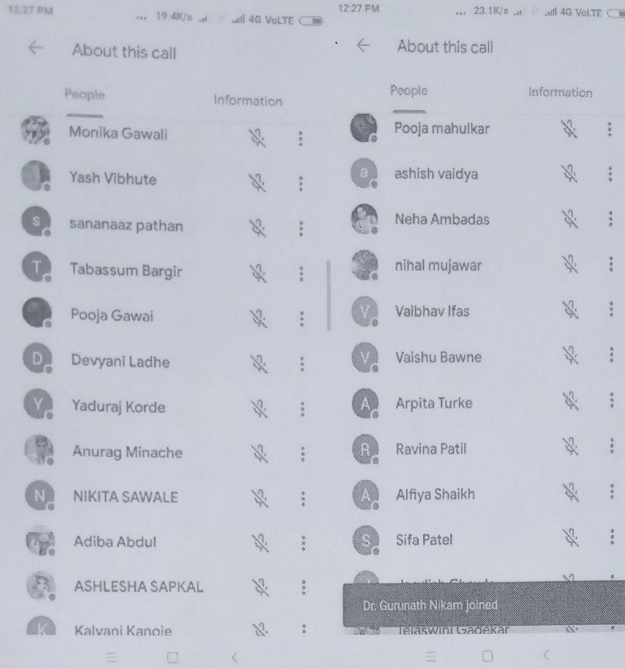 12:27 PM
... 19.4K/s 4G VoLTE
About this call
People
Information
Monika Gawali
Yash Vibhute
s sananaaz pathan
T Tabassum Bargir
Pooja Gawai
D Devyani Ladhe
Y Yaduraj Korde
Anurag Minache
N NIKITA SAWALE
Adiba Abdul
ASHLESHA SAPKAL
K Kalyani Kanoje
12:27 PM
... 23.1K/s 4G VoLTE
About this call
People
Information
Pooja mahulkar
a ashish vaidya
Neha Ambadas
nihal mujawar
V Vaibhav Ifas
V Vaishu Bawne
A Arpita Turke
R Ravina Patil
A Alfiya Shaikh
S Sifa Patel
Dr. Gurunath Nikam joined
Tejaswini Gadekar